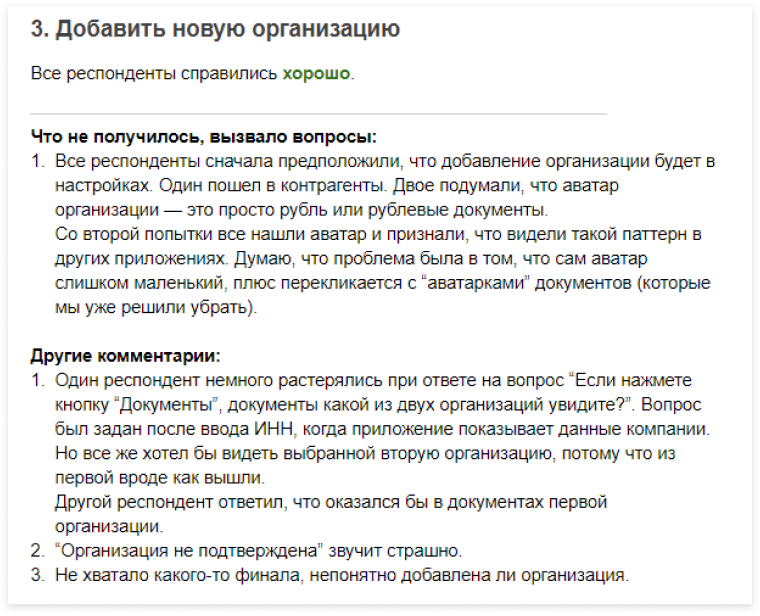 3. Добавить новую организацию
Все респонденты справились хорошо.
Что не получилось, вызвало вопросы:
1. Все респонденты сначала предположили, что добавление организации будет в
настройках. Один пошел в контрагенты. Двое подумали, что аватар
организации — это просто рубль или рублевые документы.
Со второй попытки все нашли аватар и признали, что видели такой паттерн в
других приложениях. Думаю, что проблема была в том, что сам аватар
слишком маленький, плюс перекликается с “аватарками” документов (которые
мы уже решили убрать).
Другие комментарии:
1. Один респондент немного растерялись при ответе на вопрос “Если нажмете
кнопку “Документы”, документы какой из двух организаций увидите?”. Вопрос
был задан после ввода ИНН, когда приложение показывает данные компании.
Но все же хотел бы видеть выбранной вторую организацию, потому что из
первой вроде как вышли.
Другой респондент ответил, что оказался бы в документах первой
организации.
2. “Организация не подтверждена” звучит страшно.
3. Не хватало какого-то финала, непонятно добавлена ли организация.